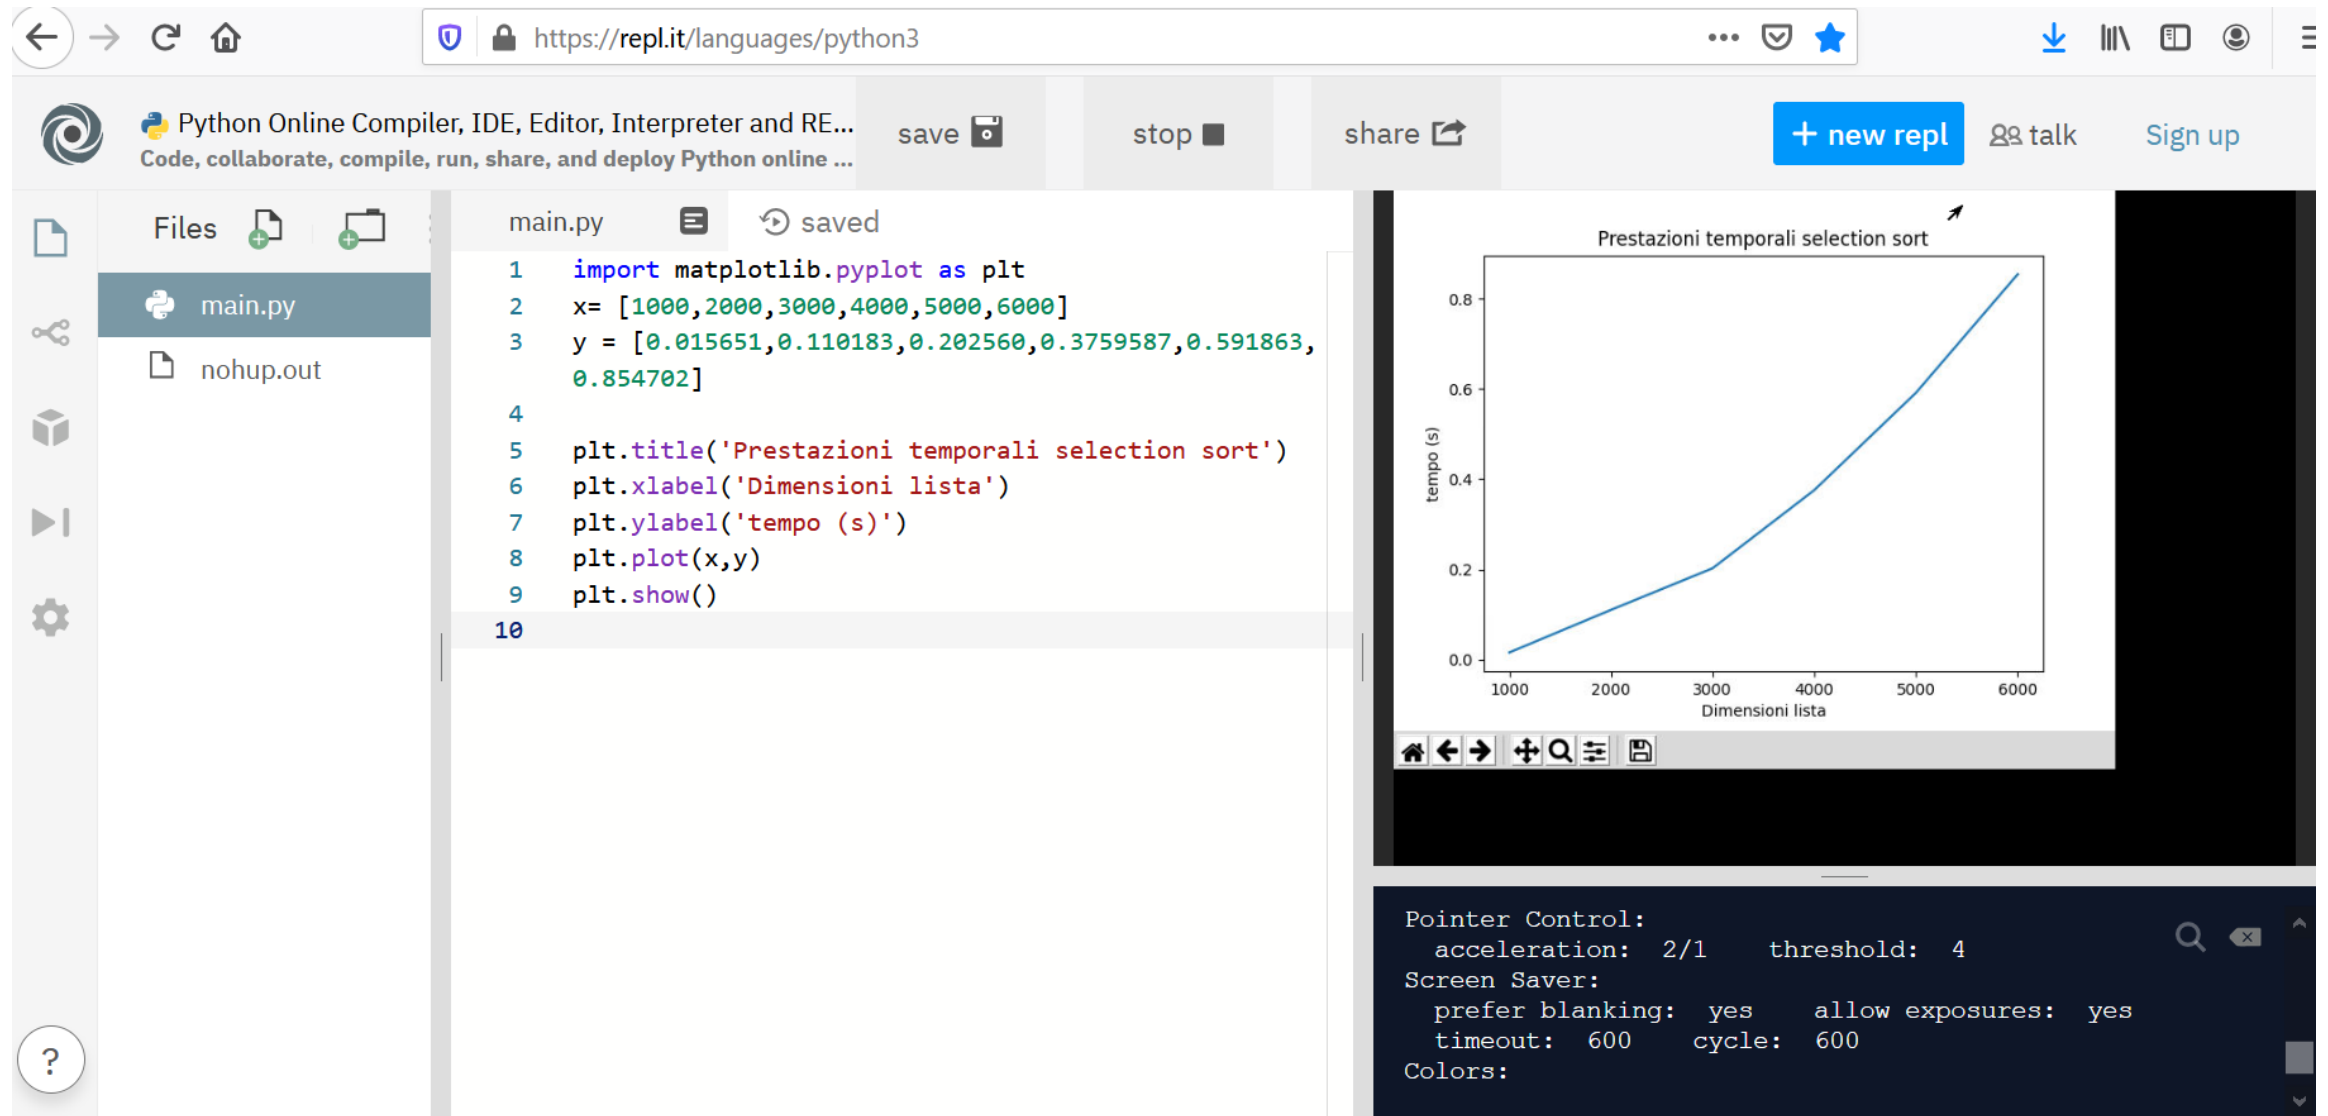 https://repl.it/languages/python3
Python Online Compiler, IDE, Editor, Interpreter and RE...
Code, collaborate, compile, run, share, and deploy Python online ...
save
stop
share
+ new repl
talk
Sign up
Files
main.py
nohup.out
main.py
saved
1 import matplotlib.pyplot as plt
2 x= [1000,2000,3000,4000,5000,6000]
3 y = [0.015651,0.110183,0.202560,0.3759587,0.591863,
0.854702]
4
5 plt.title('Prestazioni temporali selection sort')
6 plt.xlabel('Dimensioni lista')
7 plt.ylabel('tempo (s)')
8 plt.plot(x,y)
9 plt.show()
10
Prestazioni temporali selection sort
0.8
0.6
0.4
0.2
0.0
tempo (s)
1000 2000 3000 4000 5000 6000
Dimensioni lista
Pointer Control:
acceleration: 2/1 threshold: 4
Screen Saver:
prefer blanking: yes allow exposures: yes
timeout: 600 cycle: 600
Colors:
?